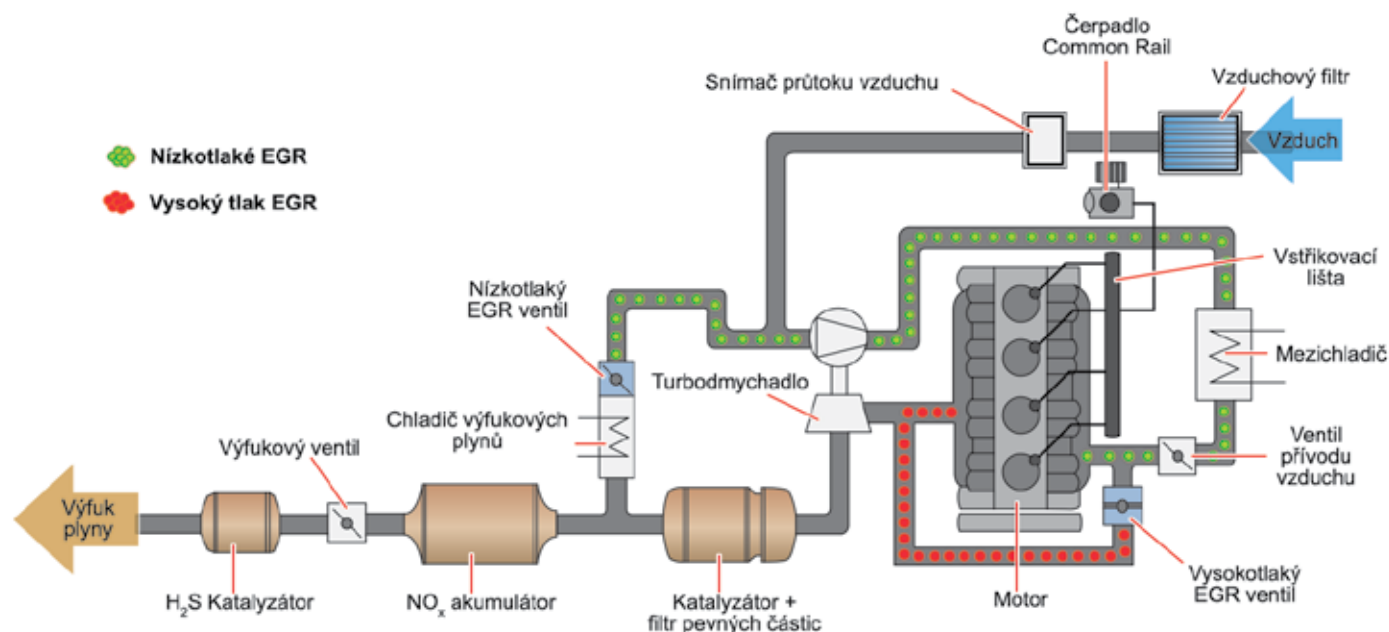 Čerpadlo
Common Rail
Snímač průtoku vzduchu
Vzduchový filtr
Vzduch
Nízkotlaké EGR
Vysoký tlak EGR
Vstřikovací
lišta
Nízkotlaký
EGR ventil
Mezichladič
Turbodmychadlo
Chladič výfukových
plynů
Výfukový ventil
Ventil
přívodu
vzduchu
Výfuk
plyny
H₂S Katalyzátor
NOₓ akumulátor
Katalyzátor +
filtr pevných částic
Motor
Vysokotlaký
EGR ventil